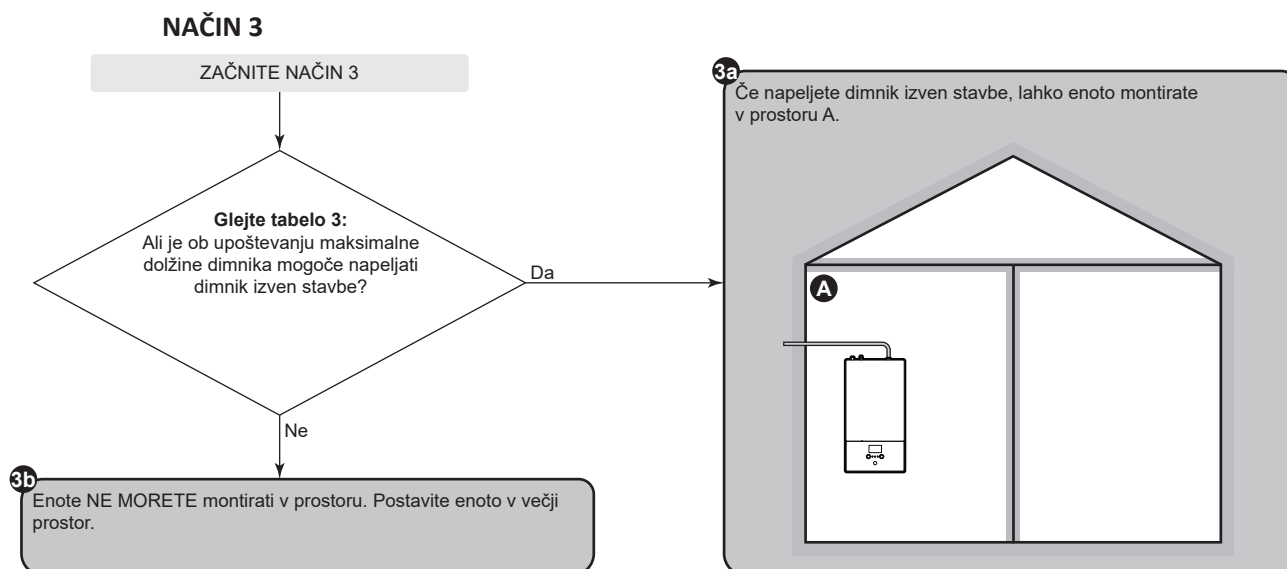 NAČIN 3
ZAČNITE NAČIN 3
Glejte tabelo 3:
Ali je ob upoštevanju maksimalne
dolžine dimnika mogoče napeljati
dimnik izven stavbe?
Da
Ne
3a
Če napeljete dimnik izven stavbe, lahko enoto montirate
v prostoru A.
A
3b
Enote NE MORETE montirati v prostoru. Postavite enoto v večji
prostor.